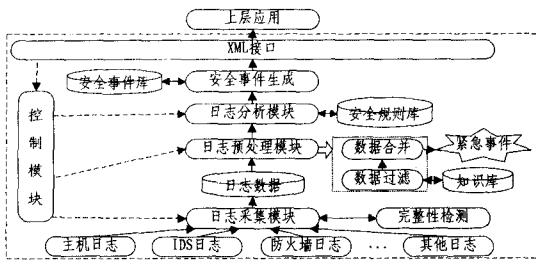 上层应用
XML接口
安全事件库 安全事件生成
日志分析模块 安全规则库
控制模块
日志预处理模块 数据合并 紧急事件
日志数据 数据过滤 知识库
日志采集模块 完整性检测
主机日志 IDS日志 防火墙日志 ... 其他日志